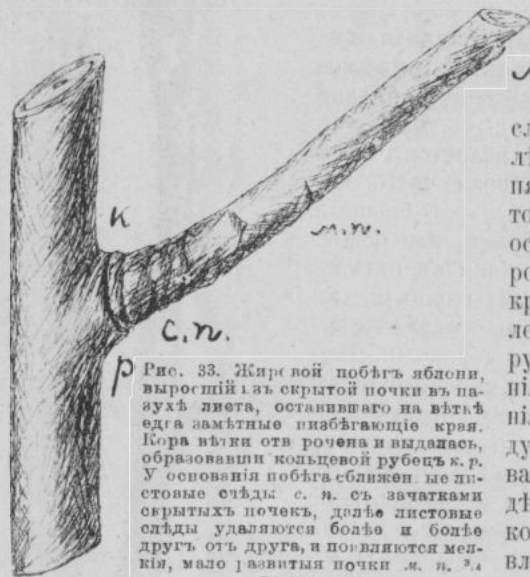 к
м. п.
с. п.
р
Рис. 33. Жировой побѣгъ яблони,
выросшій изъ скрытой почки въ па-
зухѣ листа, оставившаго на вѣткѣ
едва замѣтные низбѣгающіе края.
Кора вѣтки отворочена и выдалась,
образовавши кольцевой рубецъ к. р.
У основанія побѣга сближенные ли-
стовые слѣды с. п. съ зачатками
скрытыхъ почекъ, далѣе листовые
слѣды удаляются болѣе и болѣе
другъ отъ друга, и появляются мел-
кія, мало развитыя почки м. п. ³/₄